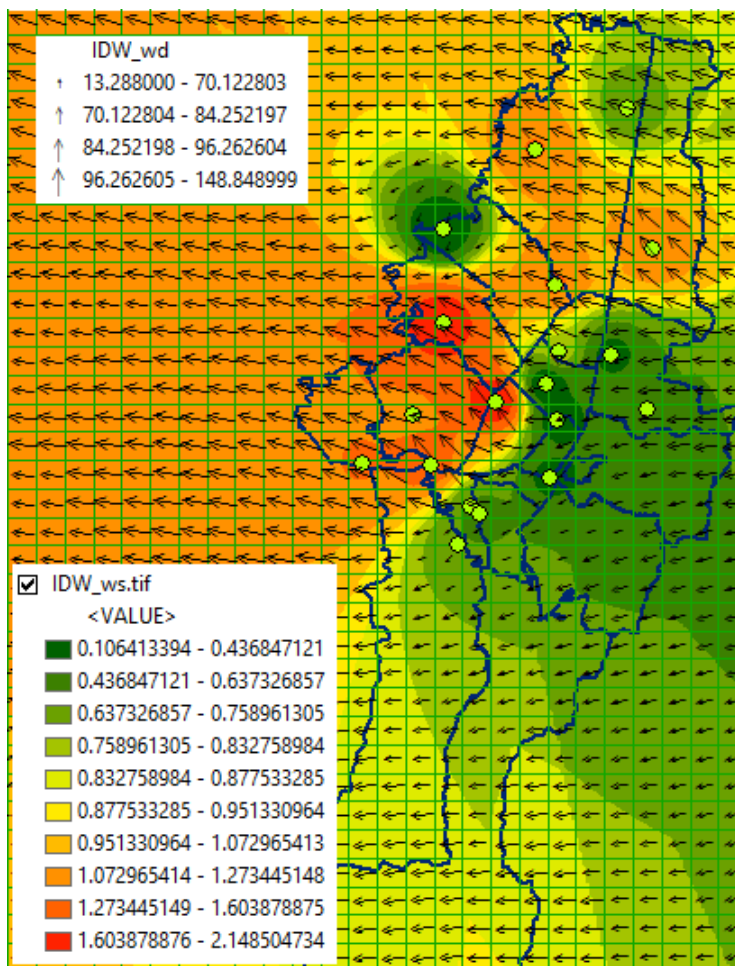 IDW_wd
13.288000 - 70.122803
70.122804 - 84.252197
84.252198 - 96.262604
96.262605 - 148.848999
IDW_ws.tif
<VALUE>
0.106413394 - 0.436847121
0.436847121 - 0.637326857
0.637326857 - 0.758961305
0.758961305 - 0.832758984
0.832758984 - 0.877533285
0.877533285 - 0.951330964
0.951330964 - 1.072965413
1.072965414 - 1.273445148
1.273445149 - 1.603878875
1.603878876 - 2.148504734